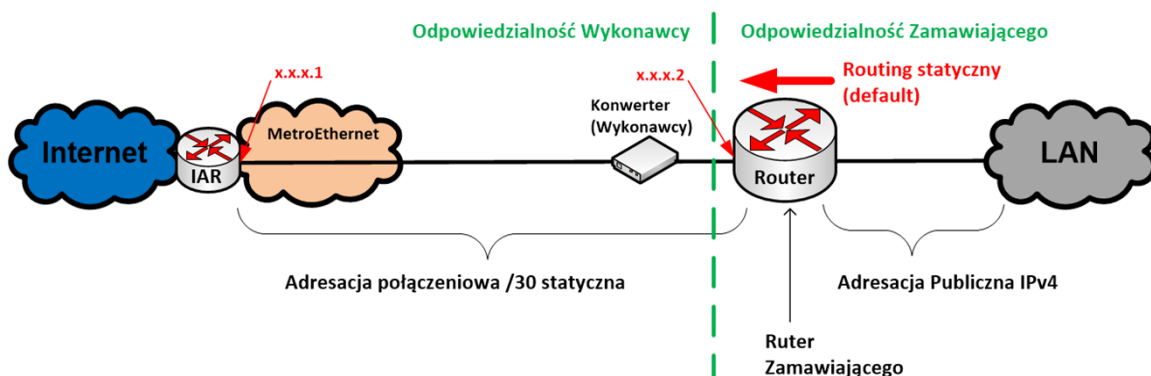 Odpowiedzialność Wykonawcy
Odpowiedzialność Zamawiającego
x.x.x.1
x.x.x.2
Routing statyczny
(default)
Konwerter
(Wykonawcy)
MetroEthernet
Internet
IAR
Router
LAN
Adresacja połączeniowa /30 statyczna
Adresacja Publiczna IPv4
Ruter
Zamawiającego